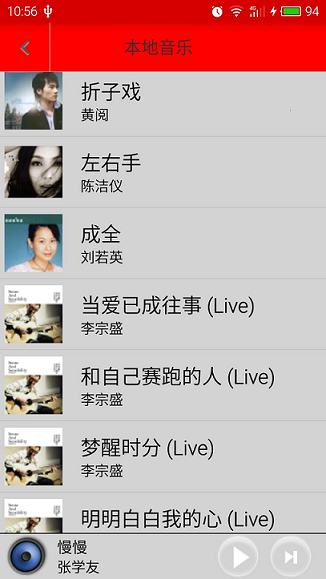 10:56
94
本地音乐
折子戏
黄阅
左右手
陈洁仪
成全
刘若英
当爱已成往事 (Live)
李宗盛
和自己赛跑的人 (Live)
李宗盛
梦醒时分 (Live)
李宗盛
明明白白我的心 (Live)
慢慢
张学友